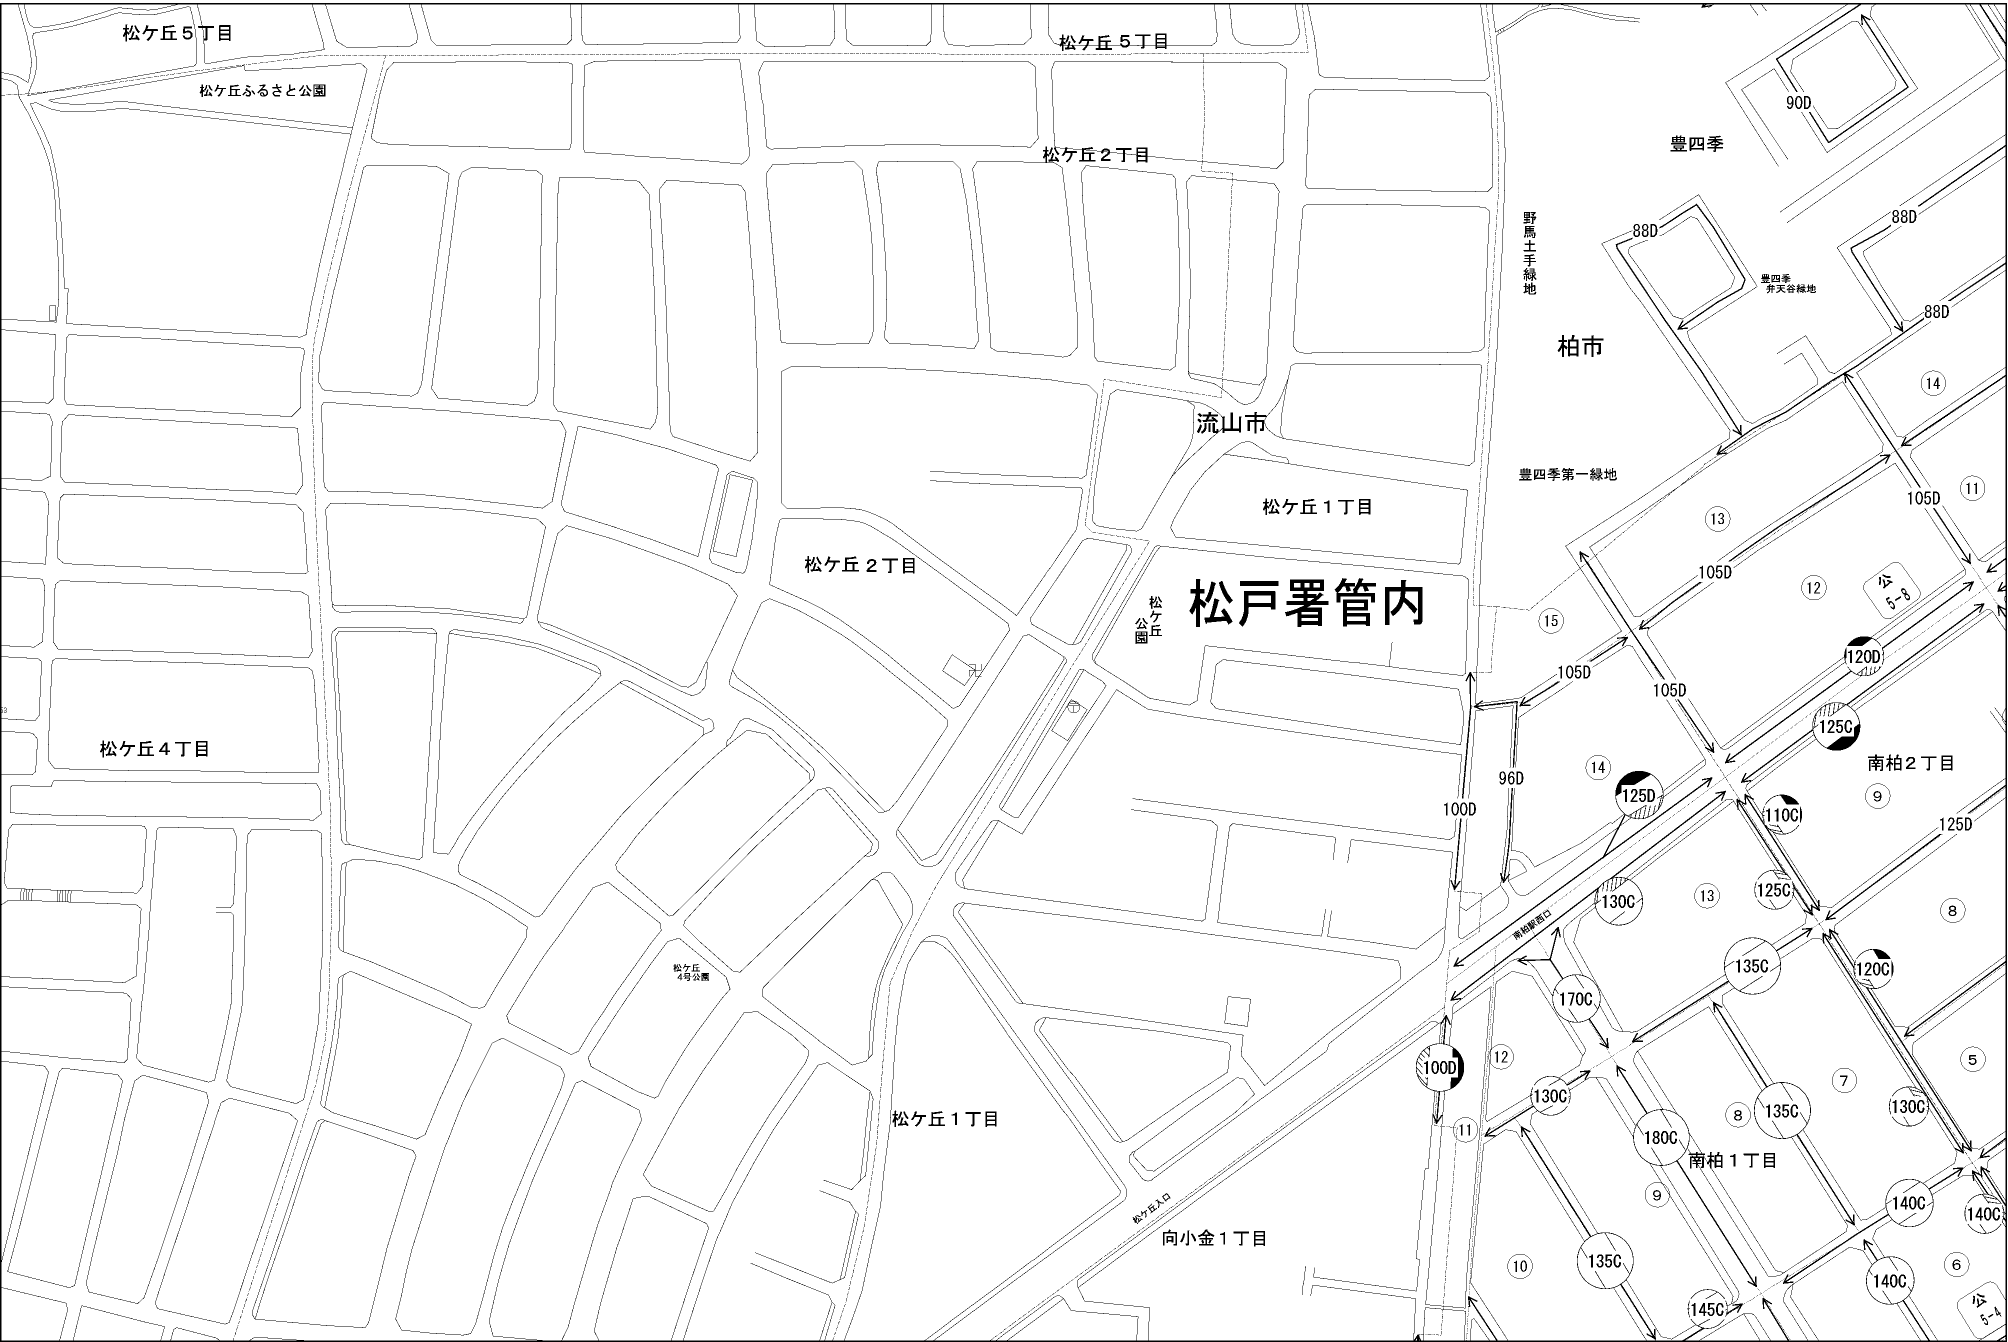 松ケ丘５丁目
松ケ丘５丁目
松ケ丘ふるさと公園
90D
豊四季
松ケ丘２丁目
野馬土手緑地
88D
88D
豊四季
弁天谷緑地
88D
柏市
14
流山市
豊四季第一緑地
11
105D
松ケ丘１丁目
13
松ケ丘２丁目
105D
12
公
5-8
松戸署管内
松ケ丘
公園
15
120D
105D
105D
125C
松ケ丘４丁目
南柏２丁目
14
96D
125D
9
100D
110C
125D
130C
125C
13
8
南柏駅西口
135C
120C
松ケ丘
4号公園
170C
12
5
100D
7
130C
130C
8
135C
松ケ丘１丁目
11
180C
南柏１丁目
9
140C
140C
松ケ丘入口
向小金１丁目
10
135C
6
140C
145C
公
5-4